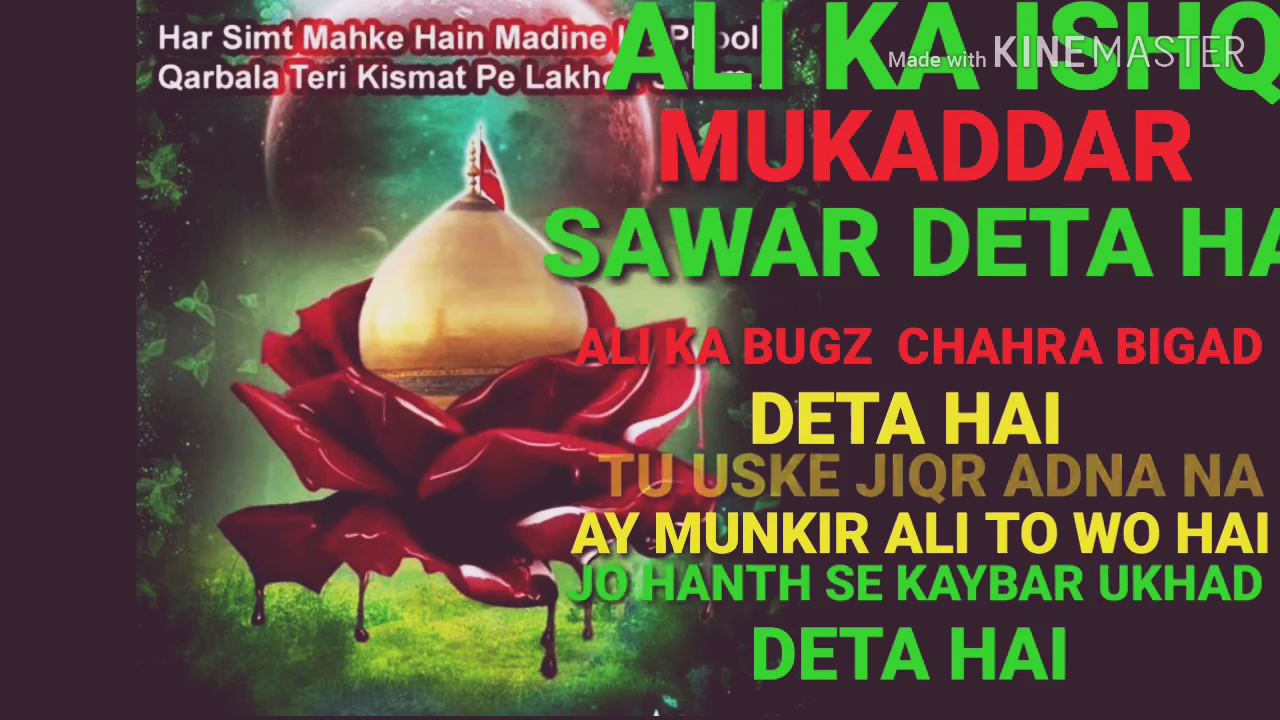 Har Simt Mahke Hain Madine
Qarbala Teri Kismat Pe
ALI KA ISHQ
Made with KINEMASTER
MUKADDAR
SAWAR DETA HA
ALI KA BUGZ CHAHRA BIGAD
DETA HAI
TU USKE JIQR ADNA NA
AY MUNKIR ALI TO WO HAI
JO HANTH SE KAYBAR UKHAD
DETA HAI